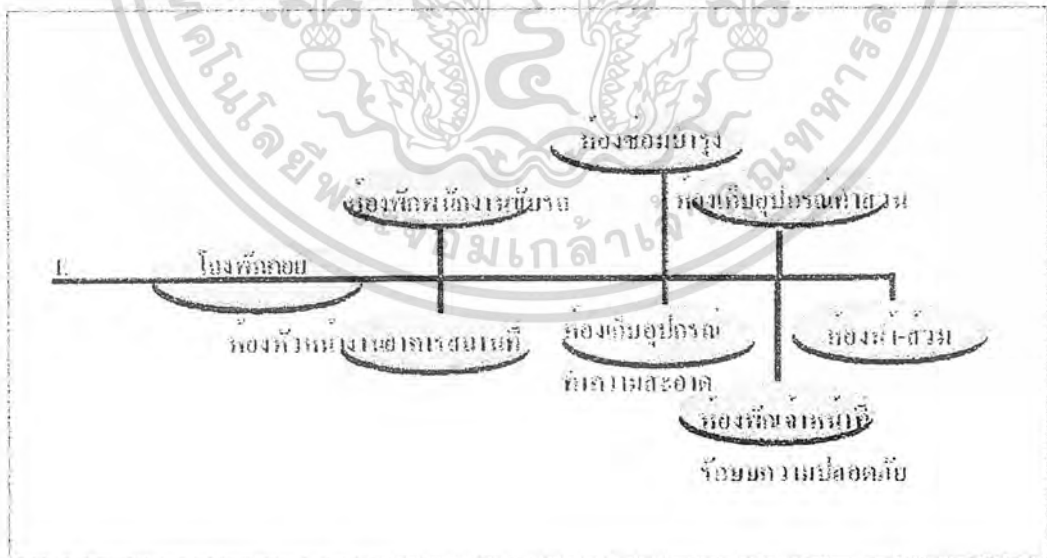 ห้องซ่อมบำรุง
ห้องพักพนักงานขับรถ
ห้องเก็บอุปกรณ์ทำสวน
E
โถงพักคอย
ห้องหัวหน้างานอาคารสถานที่
ห้องเก็บอุปกรณ์
ทำความสะอาด
ห้องน้ำ-ส้วม
ห้องพักเจ้าหน้าที่
รักษาความปลอดภัย